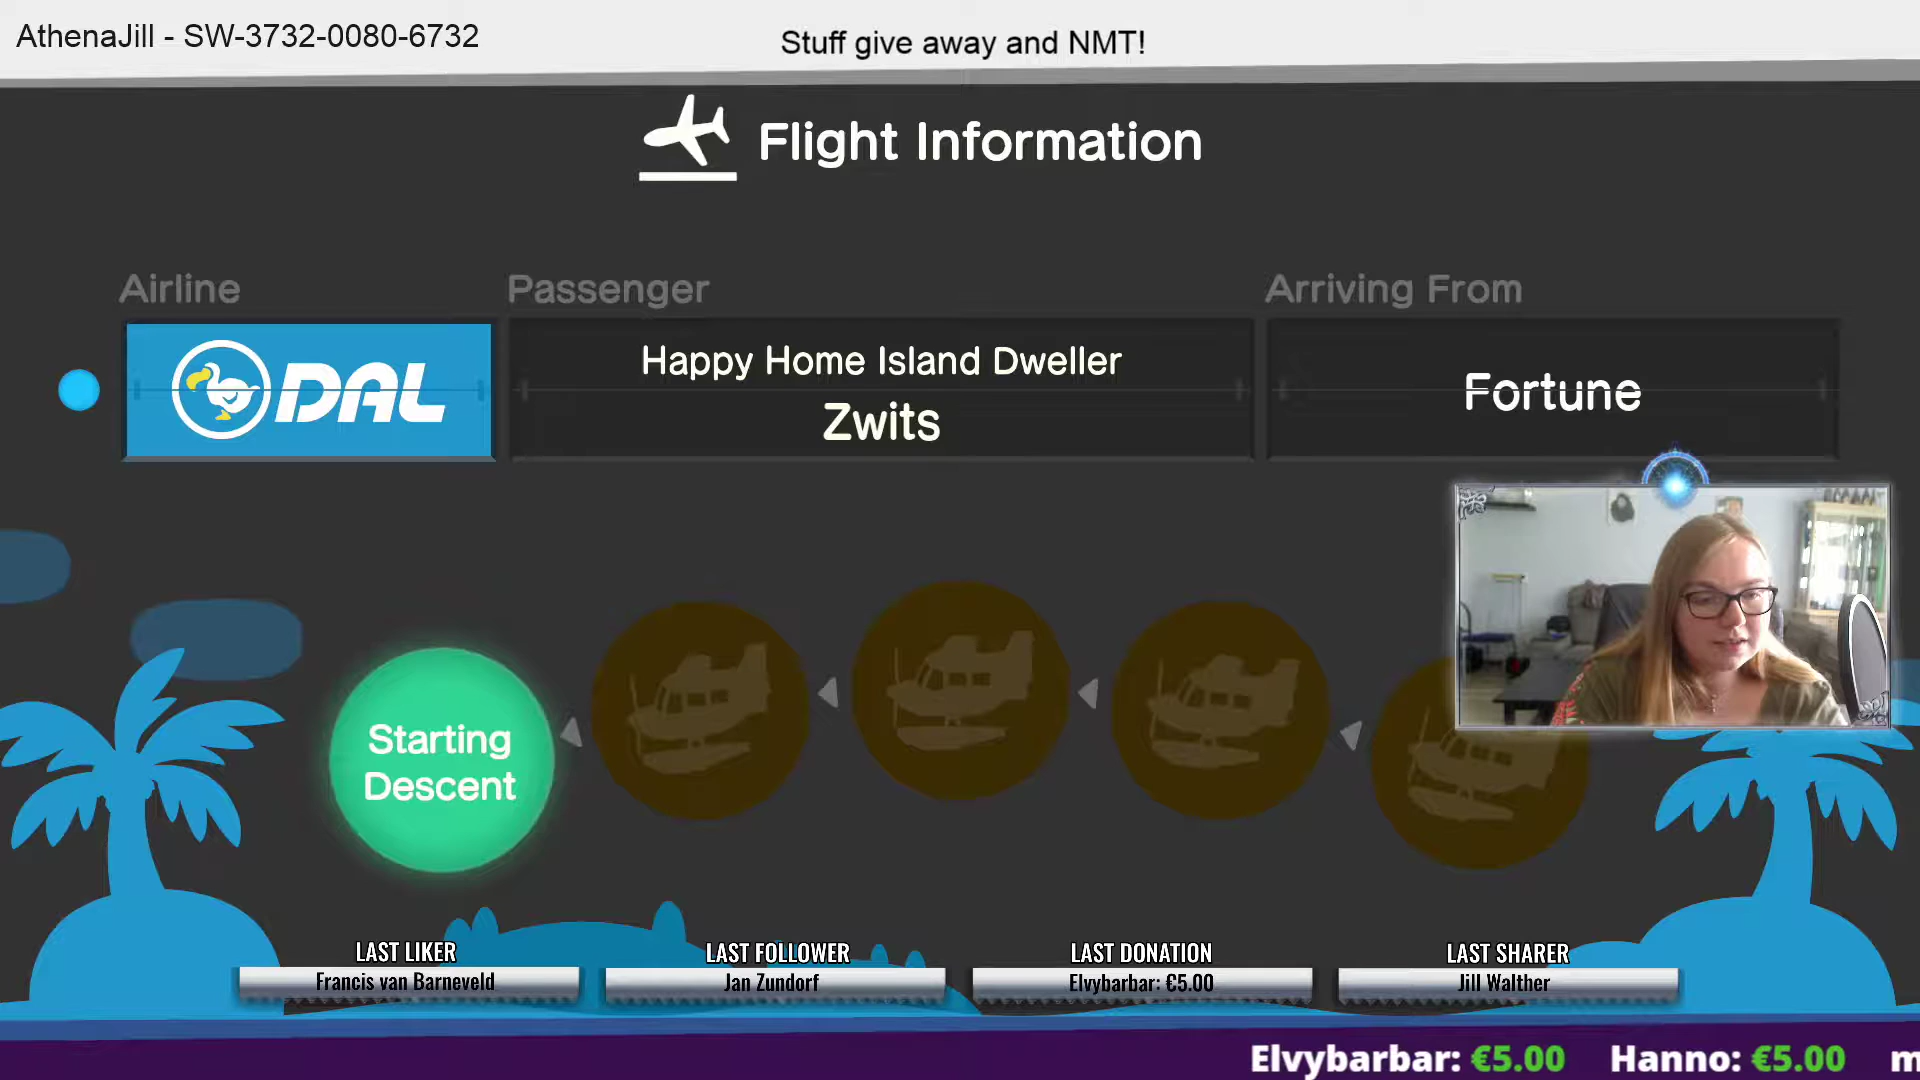 AthenaJill - SW-3732-0080-6732
Stuff give away and NMT!
Flight Information
Airline
Passenger
Arriving From
DAL
Happy Home Island Dweller
Zwits
Fortune
Starting
Descent
LAST LIKER
Francis van Barneveld
LAST FOLLOWER
Jan Zundorf
LAST DONATION
Elvybarbar: €5.00
LAST SHARER
Jill Walther
Elvybarbar: €5.00 Hanno: €5.00 m